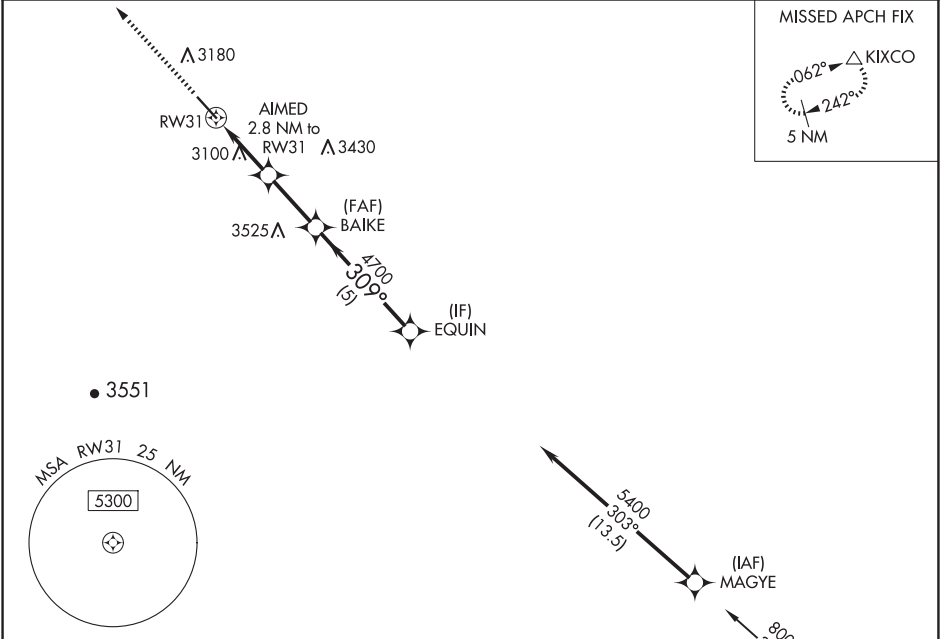 MISSED APCH FIX
KIXCO
062°
242°
5 NM
3180
RW31
AIMED
2.8 NM to
RW31
3100
3430
(FAF)
BAIKE
3525
4700
309°
(5)
(IF)
EQUIN
3551
MSA RW31 25 NM
5300
5400
303°
(13.5)
(IAF)
MAGYE